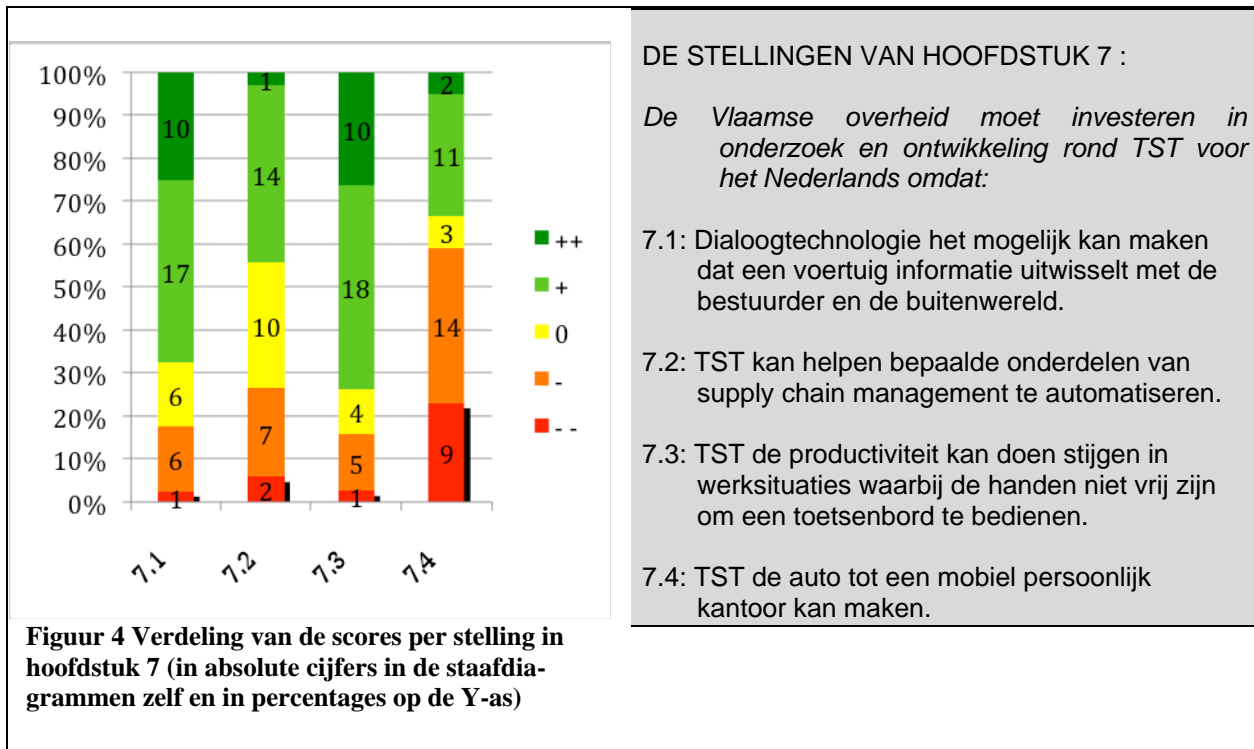 100%
90%
80%
70%
60%
50%
40%
30%
20%
10%
0%
10
17
6
6
1
1
14
10
7
2
10
18
4
5
1
2
11
3
14
9
7.1 7.2 7.3 7.4
++
+
0
-
- -
Figuur 4 Verdeling van de scores per stelling in
hoofdstuk 7 (in absolute cijfers in de staafdia-
grammen zelf en in percentages op de Y-as)
DE STELLINGEN VAN HOOFDSTUK 7 :
De Vlaamse overheid moet investeren in
onderzoek en ontwikkeling rond TST voor
het Nederlands omdat:
7.1: Dialoogtechnologie het mogelijk kan maken
dat een voertuig informatie uitwisselt met de
bestuurder en de buitenwereld.
7.2: TST kan helpen bepaalde onderdelen van
supply chain management te automatiseren.
7.3: TST de productiviteit kan doen stijgen in
werksituaties waarbij de handen niet vrij zijn
om een toetsenbord te bedienen.
7.4: TST de auto tot een mobiel persoonlijk
kantoor kan maken.